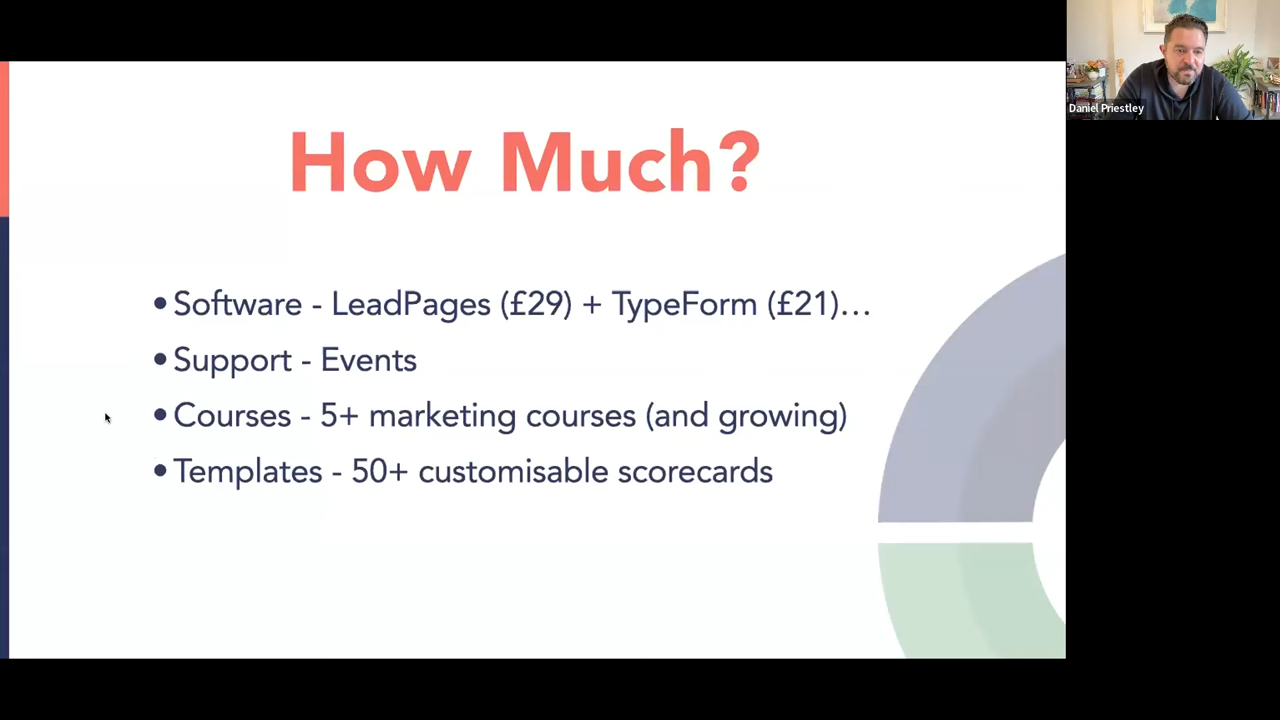 How Much?
•Software - LeadPages (£29) + TypeForm (£21)…
•Support - Events
•Courses - 5+ marketing courses (and growing)
•Templates - 50+ customisable scorecards
Daniel Priestley